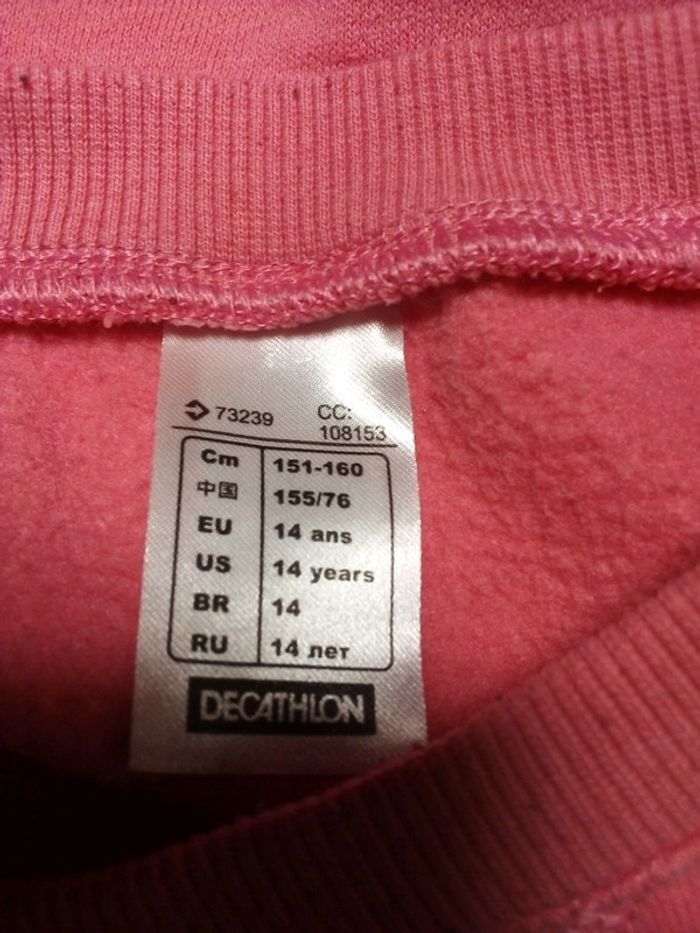 73239 CC:
108153
Cm 151-160
中国 155/76
EU 14 ans
US 14 years
BR 14
RU 14 лет
DECATHLON